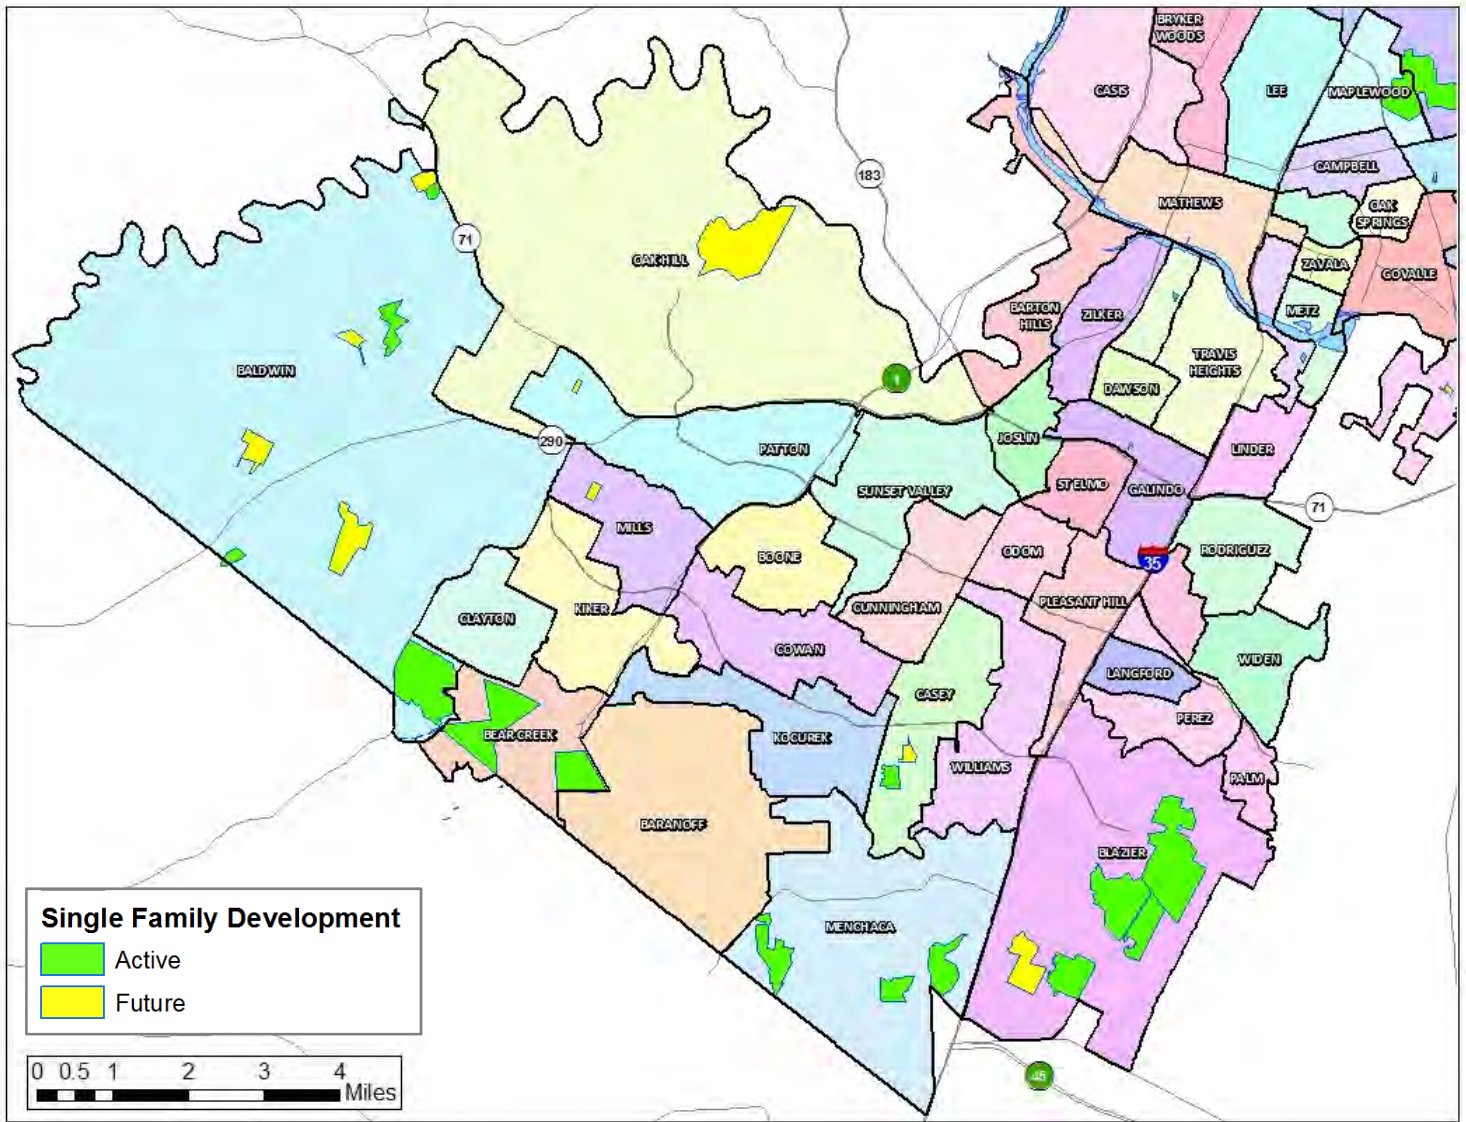 BRYKER
WOODS
CASIS
LEE
MAPLEWOOD
CAMPBELL
183
MATHEWS
OAK
SPRINGS
71
OAK HILL
ZAVALA
GOVALLE
BARTON
HILLS
ZILKER
METZ
BALDWIN
TRAVIS
HEIGHTS
1
DAWSON
290
PATTON
JOSLIN
LINDER
SUNSET VALLEY
ST ELMO
GALINDO
71
MILLS
BOONE
ODOM
RODRIGUEZ
35
CLAYTON
KIKER
CUNNINGHAM
PLEASANT HILL
COWAN
WIDEN
LANGFORD
CASEY
PEREZ
BEAR CREEK
KOCUREK
WILLIAMS
PALM
BARANOFF
BLAZIER
MENCHACA
Single Family Development
Active
Future
0 0.5 1 2 3 4
Miles
45